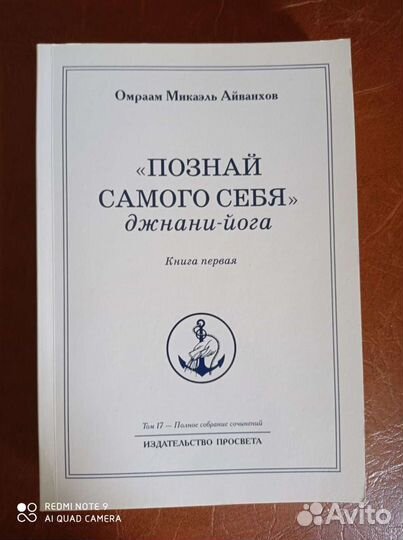 Омраам Микаэль Айванхов
«ПОЗНАЙ
САМОГО СЕБЯ»
джнани-йога
Книга первая
Том 17 — Полное собрание сочинений
ИЗДАТЕЛЬСТВО ПРОСВЕТА
REDMI NOTE 9
AI QUAD CAMERA
Avito